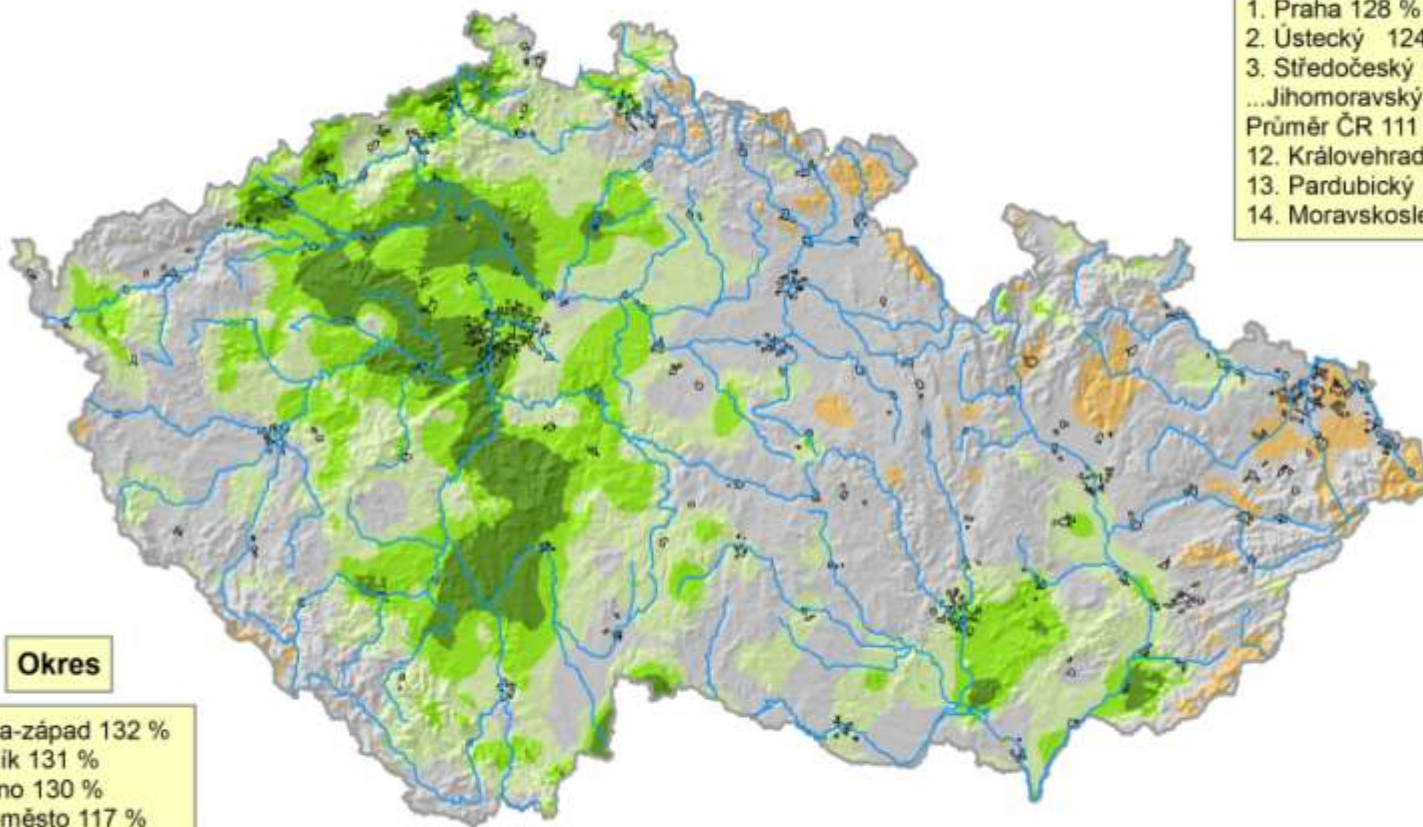 1. Praha 128 %
2. Ústecký 124
3. Středočeský
...Jihomoravský
Průměr ČR 111
12. Královehrad
13. Pardubický
14. Moravskosle
Okres
a-západ 132 %
ík 131 %
no 130 %
město 117 %